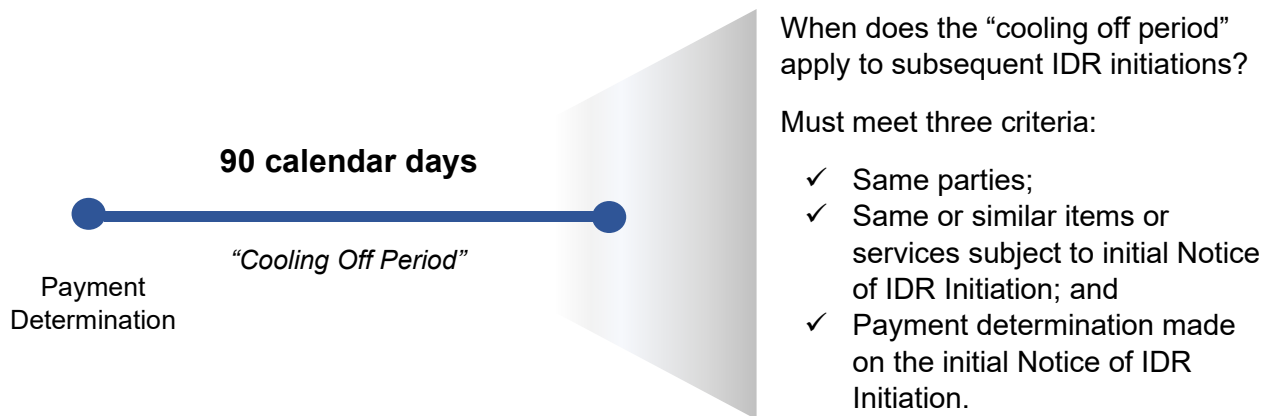 90 calendar days
“Cooling Off Period”
Payment
Determination
When does the “cooling off period”
apply to subsequent IDR initiations?
Must meet three criteria:
✓ Same parties;
✓ Same or similar items or
services subject to initial Notice
of IDR Initiation; and
✓ Payment determination made
on the initial Notice of IDR
Initiation.